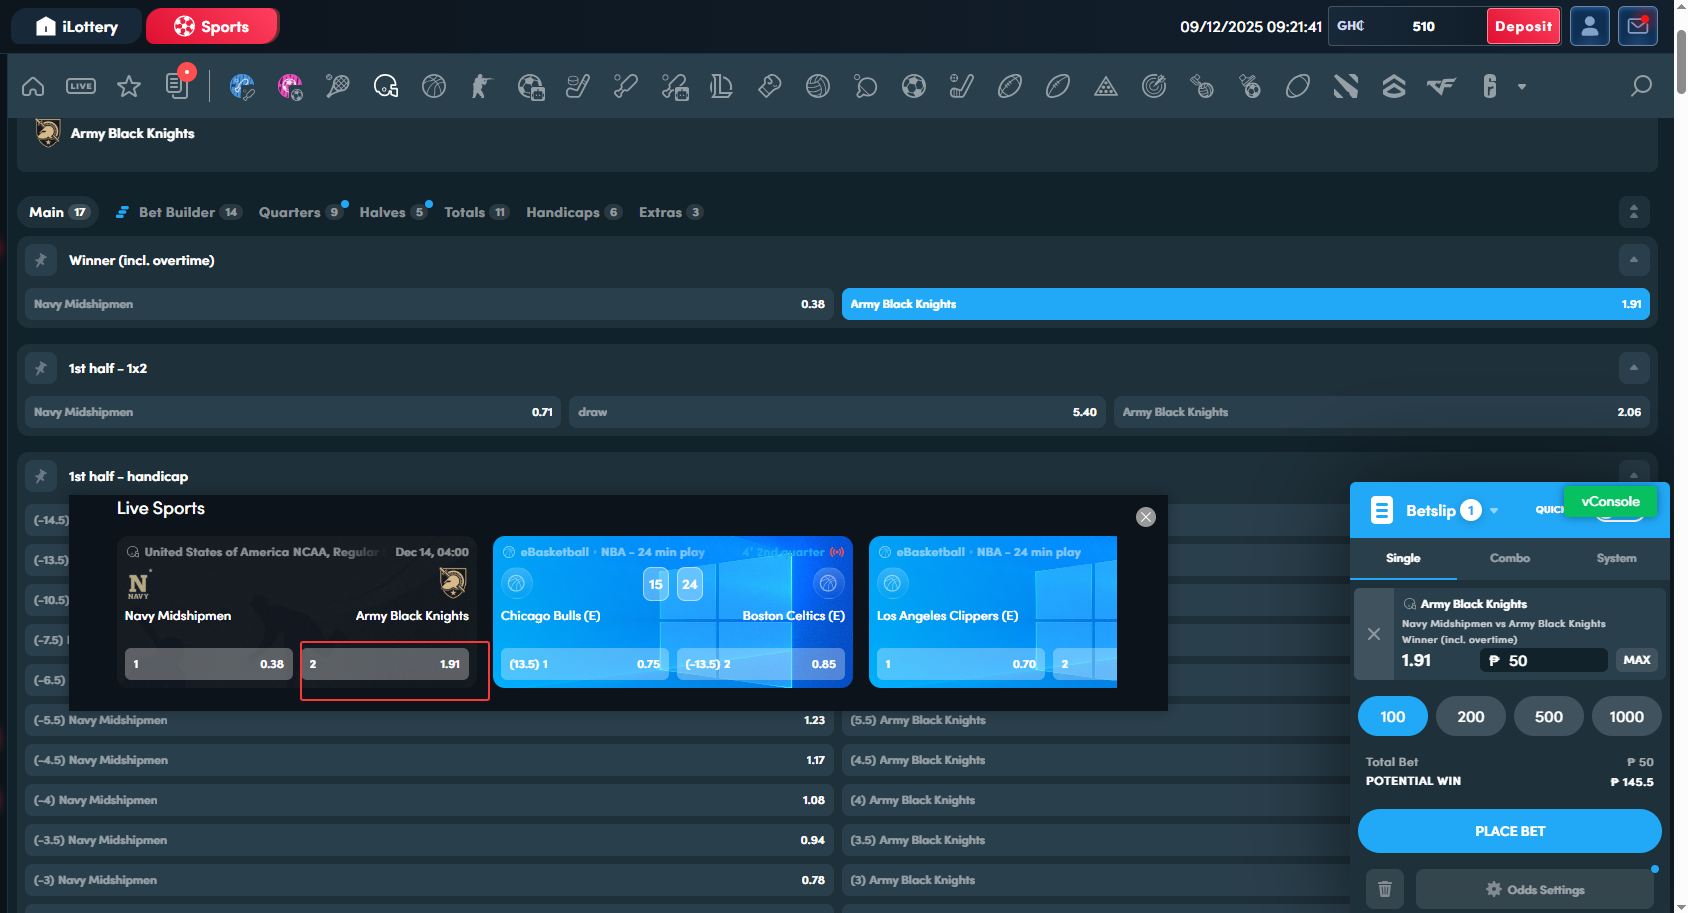 iLottery
Sports
09/12/2025 09:21:41
GH₵
510
Deposit
LIVE
Army Black Knights
Main 17
Bet Builder 14
Quarters 9
Halves 5
Totals 11
Handicaps 6
Extras 3
Winner (incl. overtime)
Navy Midshipmen 0.38
Army Black Knights 1.91
1st half - 1x2
Navy Midshipmen 0.71
draw 5.40
Army Black Knights 2.06
1st half - handicap
(-14.5)
(-13.5)
(-10.5)
(-7.5)
(-6.5)
Live Sports
United States of America NCAA, Regular Dec 14, 04:00
NAVY
Navy Midshipmen
Army Black Knights
1 0.38
2 1.91
eBasketball · NBA - 24 min play 4' 2nd quarter
15 24
Chicago Bulls (E)
Boston Celtics (E)
(13.5) 1 0.75
(-13.5) 2 0.85
eBasketball · NBA - 24 min play
Los Angeles Clippers (E)
1 0.70
2
(-5.5) Navy Midshipmen 1.23
(5.5) Army Black Knights
(-4.5) Navy Midshipmen 1.17
(4.5) Army Black Knights
(-4) Navy Midshipmen 1.08
(4) Army Black Knights
(-3.5) Navy Midshipmen 0.94
(3.5) Army Black Knights
(-3) Navy Midshipmen 0.78
(3) Army Black Knights
Betslip 1
vConsole
Single
Combo
System
Army Black Knights
Navy Midshipmen vs Army Black Knights
Winner (incl. overtime)
1.91
₱ 50
MAX
100
200
500
1000
Total Bet ₱ 50
POTENTIAL WIN ₱ 145.5
PLACE BET
Odds Settings